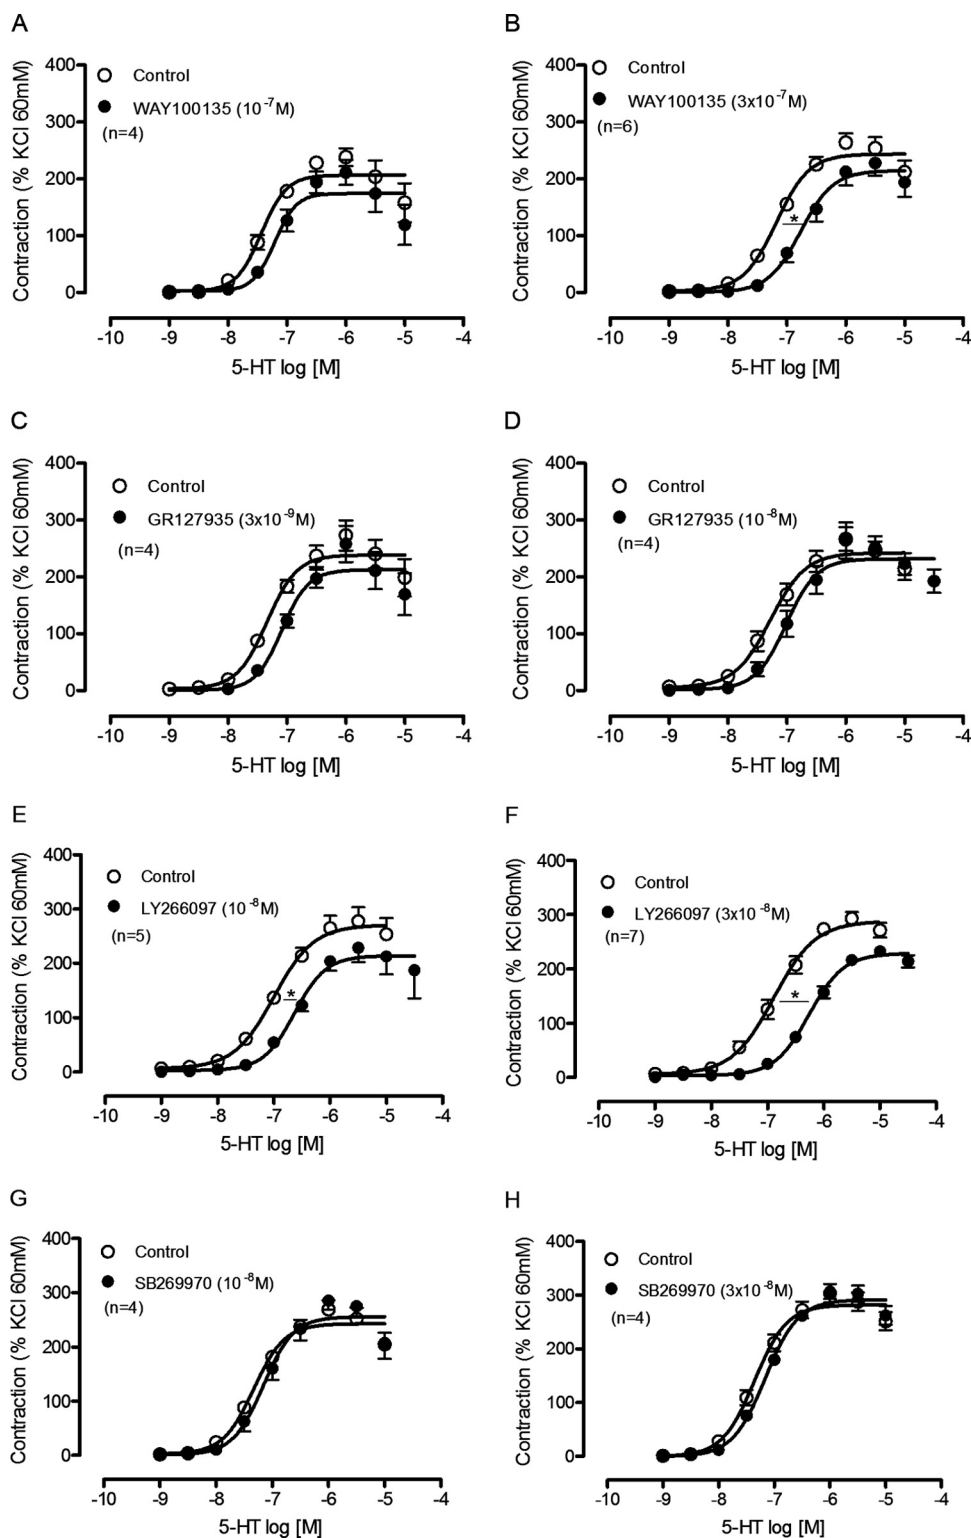 A
Contraction (% KCl 60mM)
400
300
200
100
0
Control
WAY100135 (10⁻⁷M)
(n=4)
-10 -9 -8 -7 -6 -5 -4
5-HT log [M]
B
Contraction (% KCl 60mM)
400
300
200
100
0
Control
WAY100135 (3x10⁻⁷M)
(n=6)
*
-10 -9 -8 -7 -6 -5 -4
5-HT log [M]
C
Contraction (% KCl 60mM)
400
300
200
100
0
Control
GR127935 (3x10⁻⁹M)
(n=4)
-10 -9 -8 -7 -6 -5 -4
5-HT log [M]
D
Contraction (% KCl 60mM)
400
300
200
100
0
Control
GR127935 (10⁻⁸M)
(n=4)
-10 -9 -8 -7 -6 -5 -4
5-HT log [M]
E
Contraction (% KCl 60mM)
400
300
200
100
0
Control
LY266097 (10⁻⁸M)
(n=5)
*
-10 -9 -8 -7 -6 -5 -4
5-HT log [M]
F
Contraction (% KCl 60mM)
400
300
200
100
0
Control
LY266097 (3x10⁻⁸M)
(n=7)
*
-10 -9 -8 -7 -6 -5 -4
5-HT log [M]
G
Contraction (% KCl 60mM)
400
300
200
100
0
Control
SB269970 (10⁻⁸M)
(n=4)
-10 -9 -8 -7 -6 -5 -4
5-HT log [M]
H
Contraction (% KCl 60mM)
400
300
200
100
0
Control
SB269970 (3x10⁻⁸M)
(n=4)
-10 -9 -8 -7 -6 -5 -4
5-HT log [M]